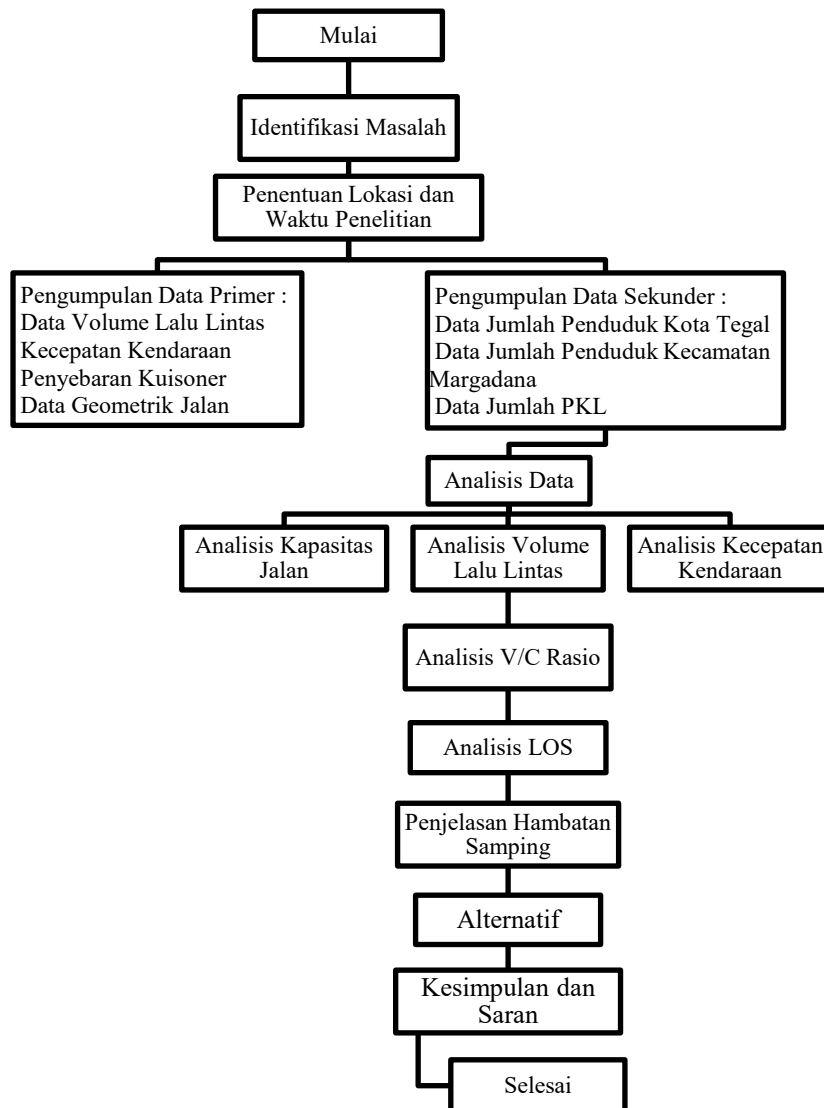 Mulai
Identifikasi Masalah
Penentuan Lokasi dan
Waktu Penelitian
Pengumpulan Data Primer :
Data Volume Lalu Lintas
Kecepatan Kendaraan
Penyebaran Kuisoner
Data Geometrik Jalan
Pengumpulan Data Sekunder :
Data Jumlah Penduduk Kota Tegal
Data Jumlah Penduduk Kecamatan
Margadana
Data Jumlah PKL
Analisis Data
Analisis Kapasitas
Jalan
Analisis Volume
Lalu Lintas
Analisis Kecepatan
Kendaraan
Analisis V/C Rasio
Analisis LOS
Penjelasan Hambatan
Samping
Alternatif
Kesimpulan dan
Saran
Selesai